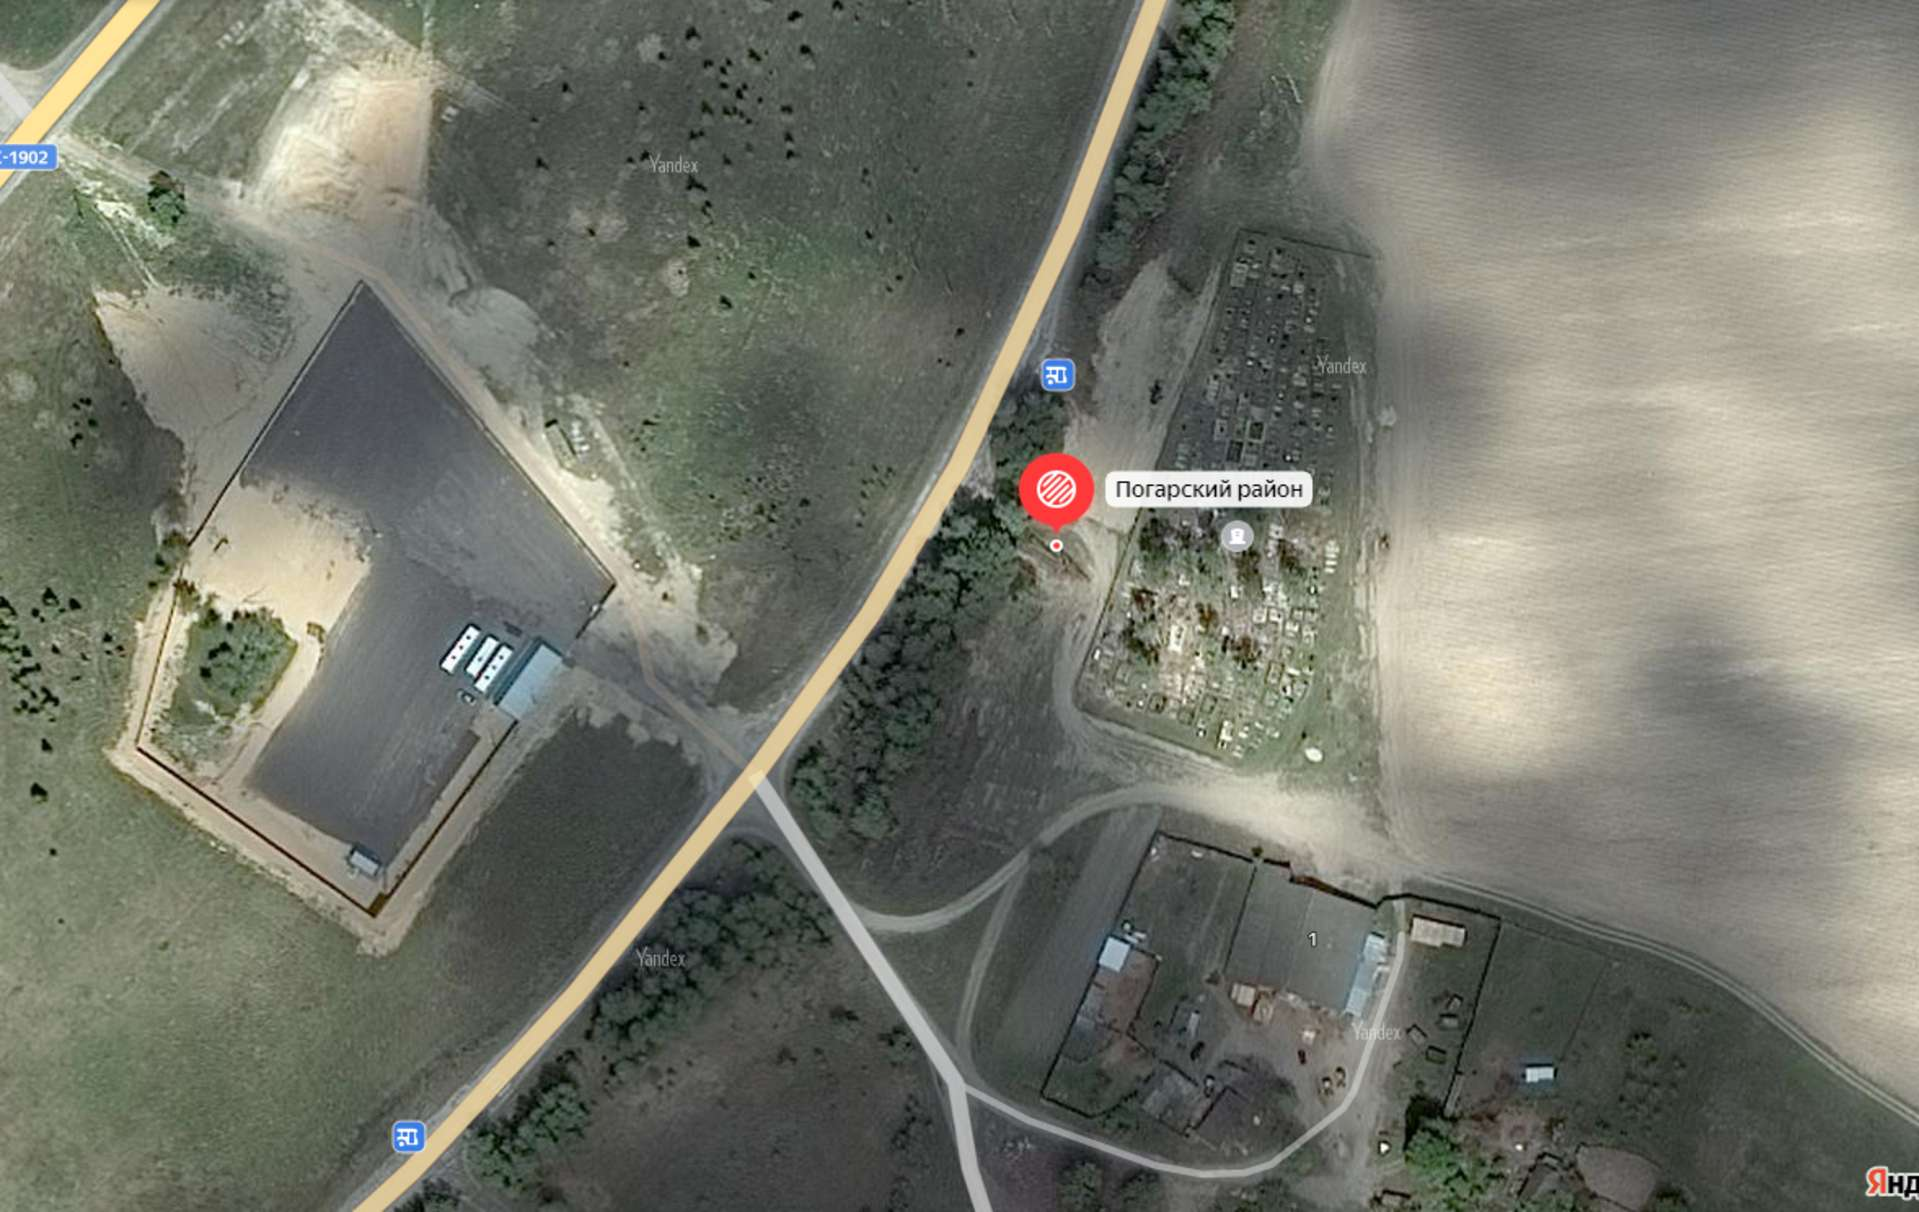 -1902
Yandex
Yandex
Погарский район
1
Yandex
Yandex
Янд